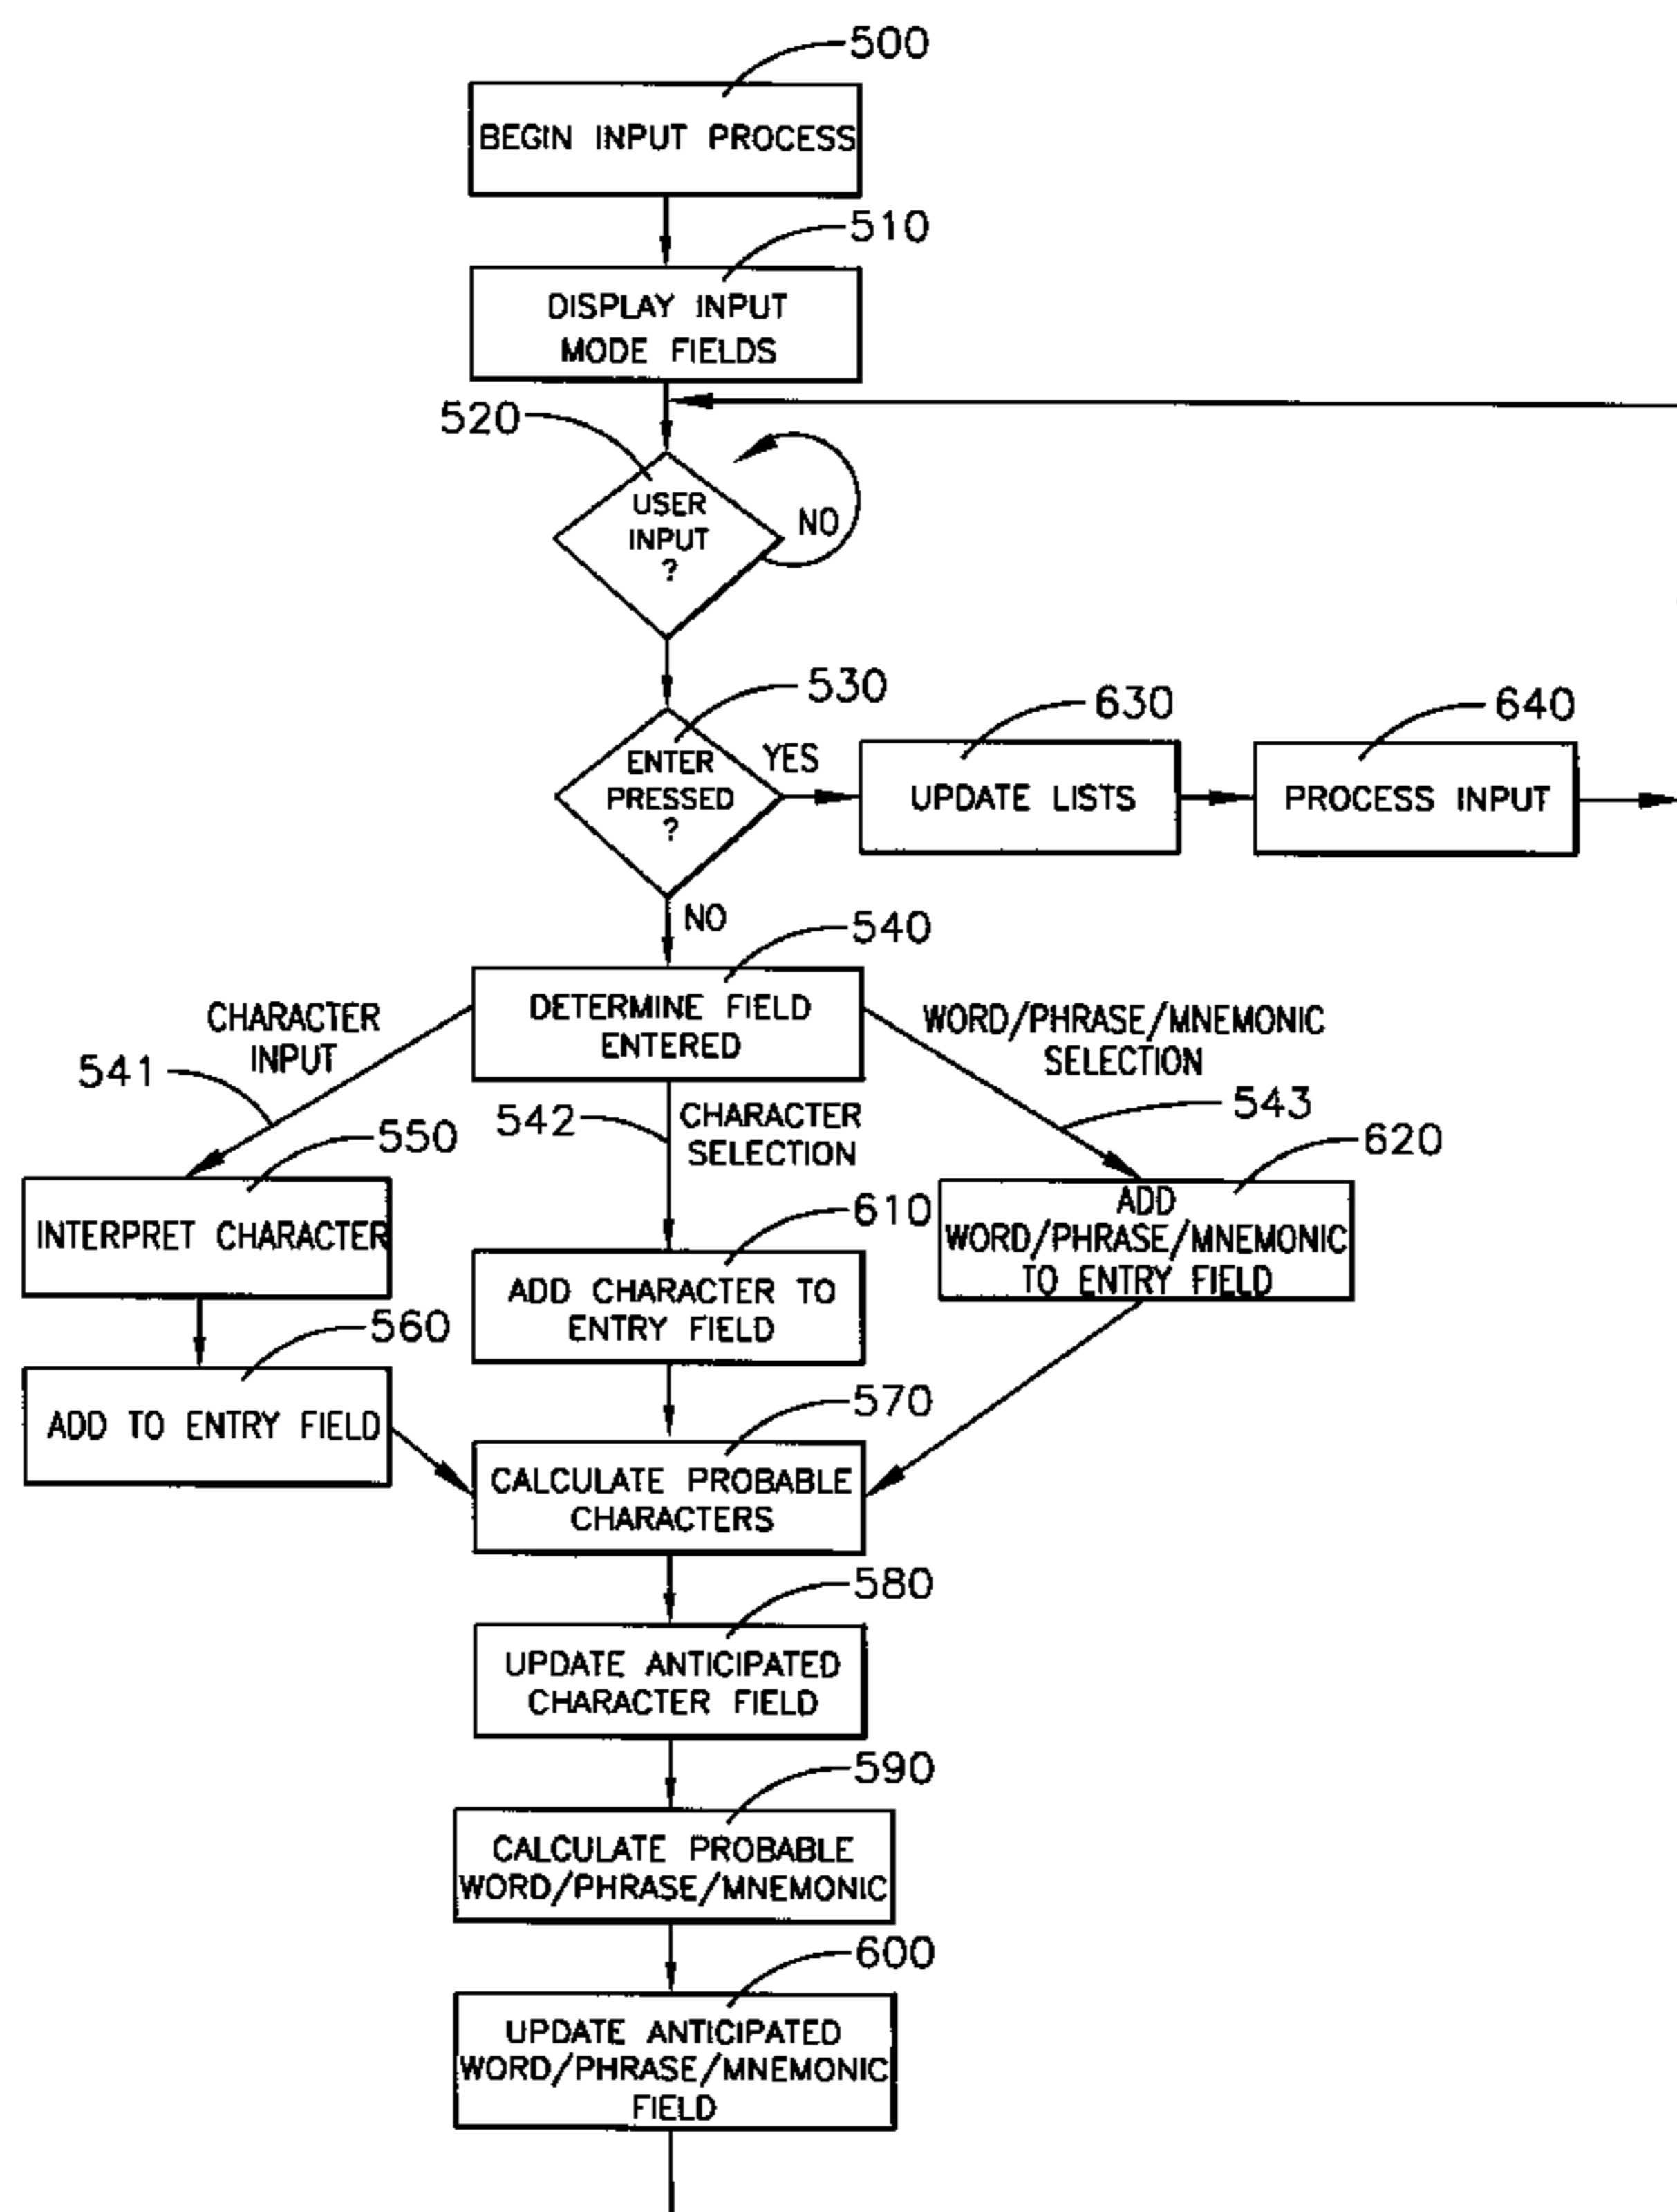 500
BEGIN INPUT PROCESS
510
DISPLAY INPUT
MODE FIELDS
520
USER
INPUT
?
NO
530
ENTER
PRESSED
?
YES
630
UPDATE LISTS
640
PROCESS INPUT
NO
540
DETERMINE FIELD
ENTERED
CHARACTER
INPUT
541
542
CHARACTER
SELECTION
WORD/PHRASE/MNEMONIC
SELECTION
543
550
INTERPRET CHARACTER
560
ADD TO ENTRY FIELD
610
ADD CHARACTER TO
ENTRY FIELD
620
ADD
WORD/PHRASE/MNEMONIC
TO ENTRY FIELD
570
CALCULATE PROBABLE
CHARACTERS
580
UPDATE ANTICIPATED
CHARACTER FIELD
590
CALCULATE PROBABLE
WORD/PHRASE/MNEMONIC
600
UPDATE ANTICIPATED
WORD/PHRASE/MNEMONIC
FIELD